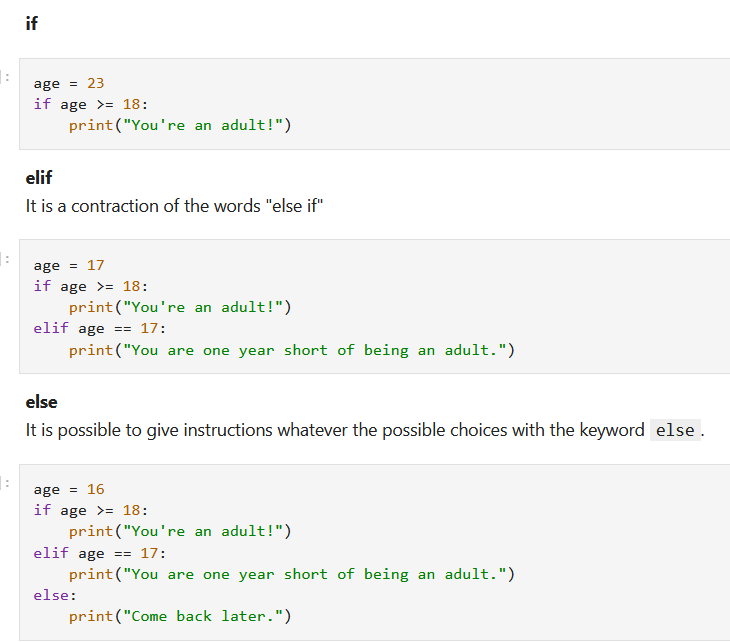 if
]:
age = 23
if age >= 18:
    print("You're an adult!")
elif
It is a contraction of the words "else if"
]:
age = 17
if age >= 18:
    print("You're an adult!")
elif age == 17:
    print("You are one year short of being an adult.")
else
It is possible to give instructions whatever the possible choices with the keyword else.
]:
age = 16
if age >= 18:
    print("You're an adult!")
elif age == 17:
    print("You are one year short of being an adult.")
else:
    print("Come back later.")